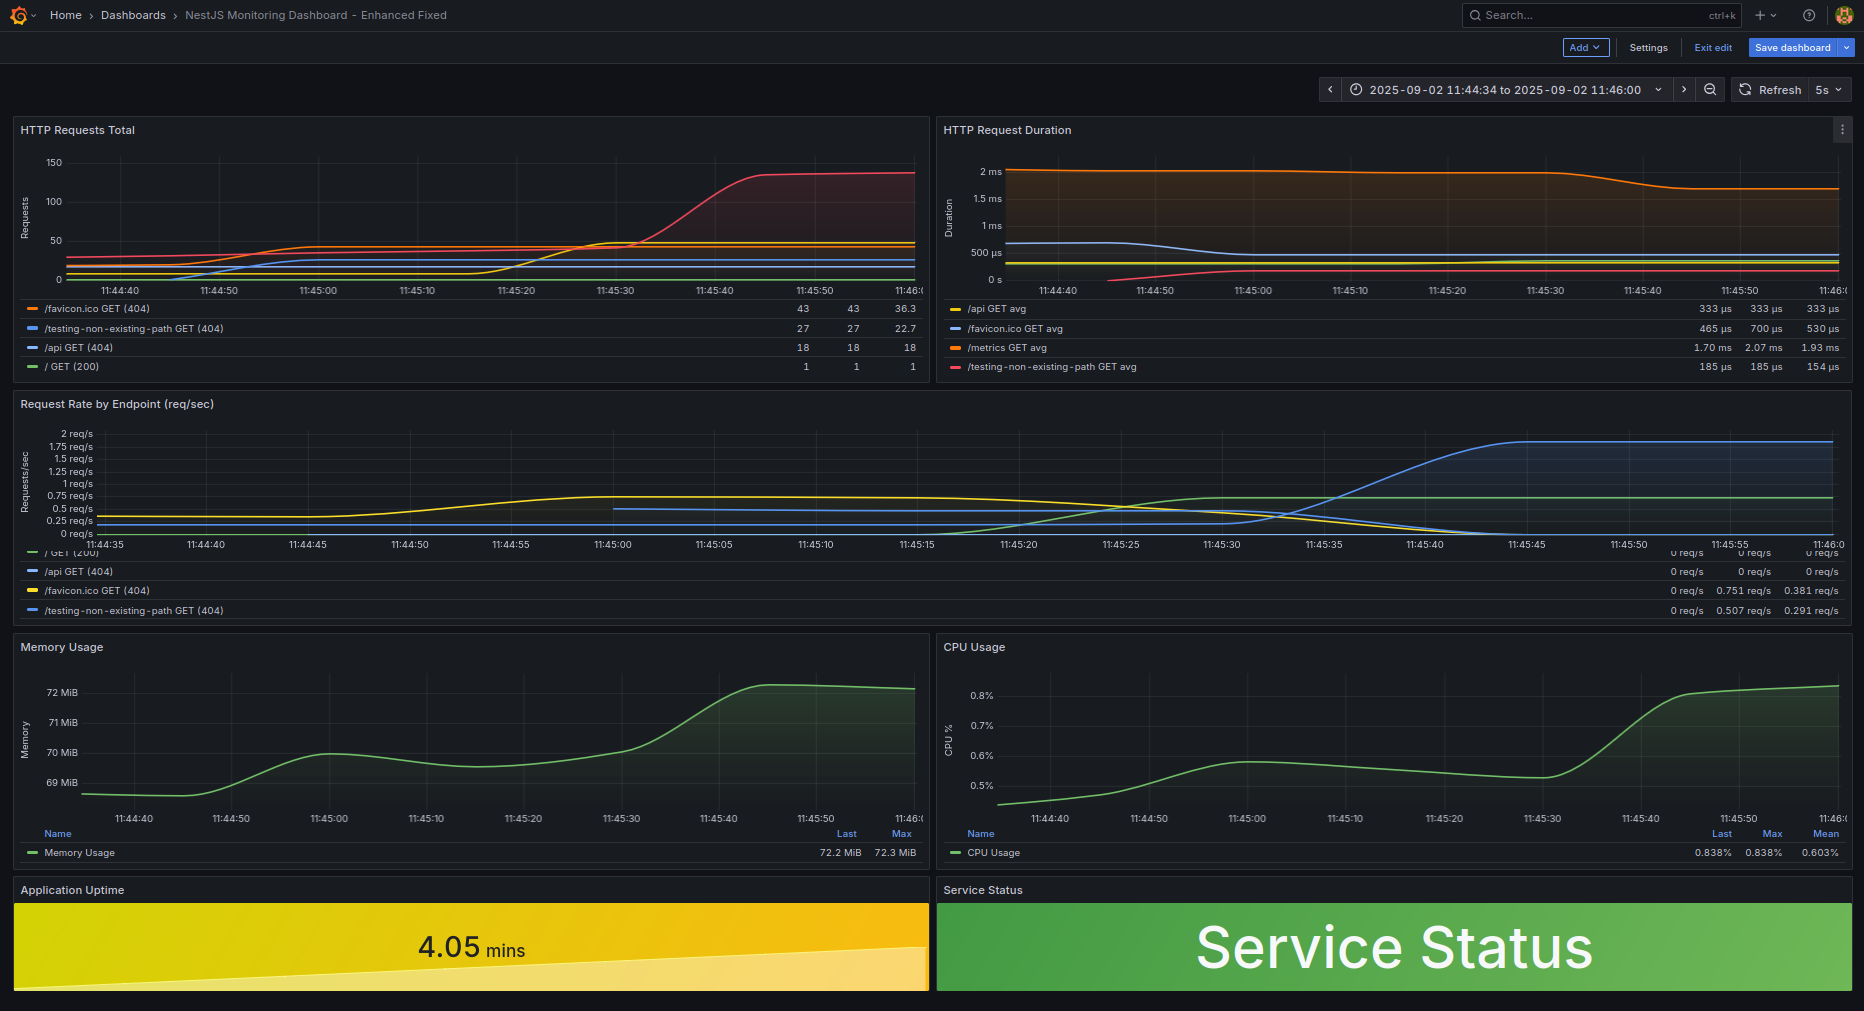 Home › Dashboards › NestJS Monitoring Dashboard - Enhanced Fixed
Search... ctrl+k
Add Settings Exit edit Save dashboard
2025-09-02 11:44:34 to 2025-09-02 11:46:00 Refresh 5s
HTTP Requests Total
Requests
150
100
50
0
11:44:40 11:44:50 11:45:00 11:45:10 11:45:20 11:45:30 11:45:40 11:45:50 11:46:0
/favicon.ico GET (404) 43 43 36.3
/testing-non-existing-path GET (404) 27 27 22.7
/api GET (404) 18 18 18
/ GET (200) 1 1 1
HTTP Request Duration
Duration
2 ms
1.5 ms
1 ms
500 µs
0 s
11:44:40 11:44:50 11:45:00 11:45:10 11:45:20 11:45:30 11:45:40 11:45:50 11:46:0
/api GET avg 333 µs 333 µs 333 µs
/favicon.ico GET avg 465 µs 700 µs 530 µs
/metrics GET avg 1.70 ms 2.07 ms 1.93 ms
/testing-non-existing-path GET avg 185 µs 185 µs 154 µs
Request Rate by Endpoint (req/sec)
Requests/sec
2 req/s
1.75 req/s
1.5 req/s
1.25 req/s
1 req/s
0.75 req/s
0.5 req/s
0.25 req/s
0 req/s
11:44:35 11:44:40 11:44:45 11:44:50 11:44:55 11:45:00 11:45:05 11:45:10 11:45:15 11:45:20 11:45:25 11:45:30 11:45:35 11:45:40 11:45:45 11:45:50 11:45:55 11:46:0
/ GET (200) 0 req/s 0 req/s 0 req/s
/api GET (404) 0 req/s 0 req/s 0 req/s
/favicon.ico GET (404) 0 req/s 0.751 req/s 0.381 req/s
/testing-non-existing-path GET (404) 0 req/s 0.507 req/s 0.291 req/s
Memory Usage
Memory
72 MiB
71 MiB
70 MiB
69 MiB
11:44:40 11:44:50 11:45:00 11:45:10 11:45:20 11:45:30 11:45:40 11:45:50 11:46:0
Name Last Max
Memory Usage 72.2 MiB 72.3 MiB
CPU Usage
CPU %
0.8%
0.7%
0.6%
0.5%
11:44:40 11:44:50 11:45:00 11:45:10 11:45:20 11:45:30 11:45:40 11:45:50 11:46:0
Name Last Max Mean
CPU Usage 0.838% 0.838% 0.603%
Application Uptime
4.05 mins
Service Status
Service Status